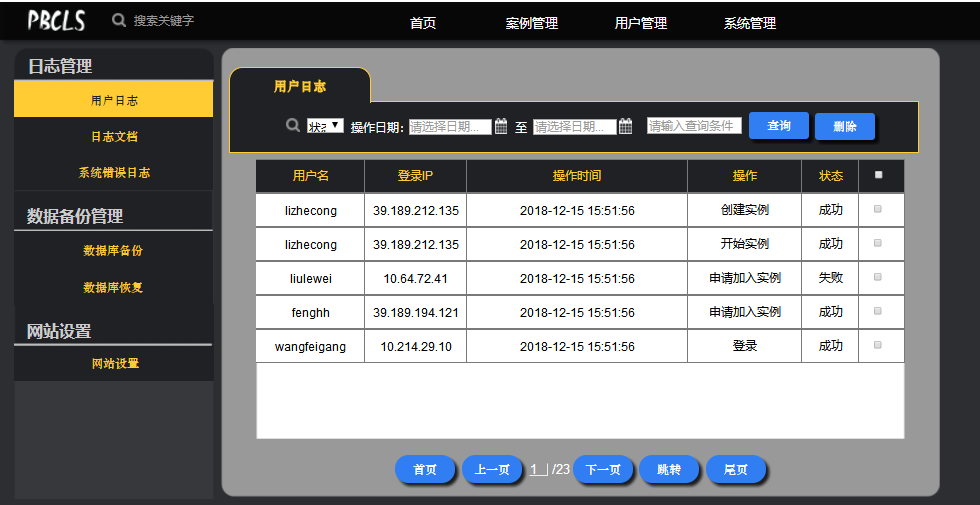 PBCLS 搜索关键字 首页 案例管理 用户管理 系统管理
日志管理
用户日志
日志文档
系统错误日志
数据备份管理
数据库备份
数据库恢复
网站设置
网站设置
用户日志
状态 操作日期: 请选择日期... 至 请选择日期... 请输入查询条件 查询 删除
用户名 登录IP 操作时间 操作 状态
lizhecong 39.189.212.135 2018-12-15 15:51:56 创建实例 成功
lizhecong 39.189.212.135 2018-12-15 15:51:56 开始实例 成功
liulewei 10.64.72.41 2018-12-15 15:51:56 申请加入实例 失败
fenghh 39.189.194.121 2018-12-15 15:51:56 申请加入实例 成功
wangfeigang 10.214.29.10 2018-12-15 15:51:56 登录 成功
首页 上一页 1 /23 下一页 跳转 尾页